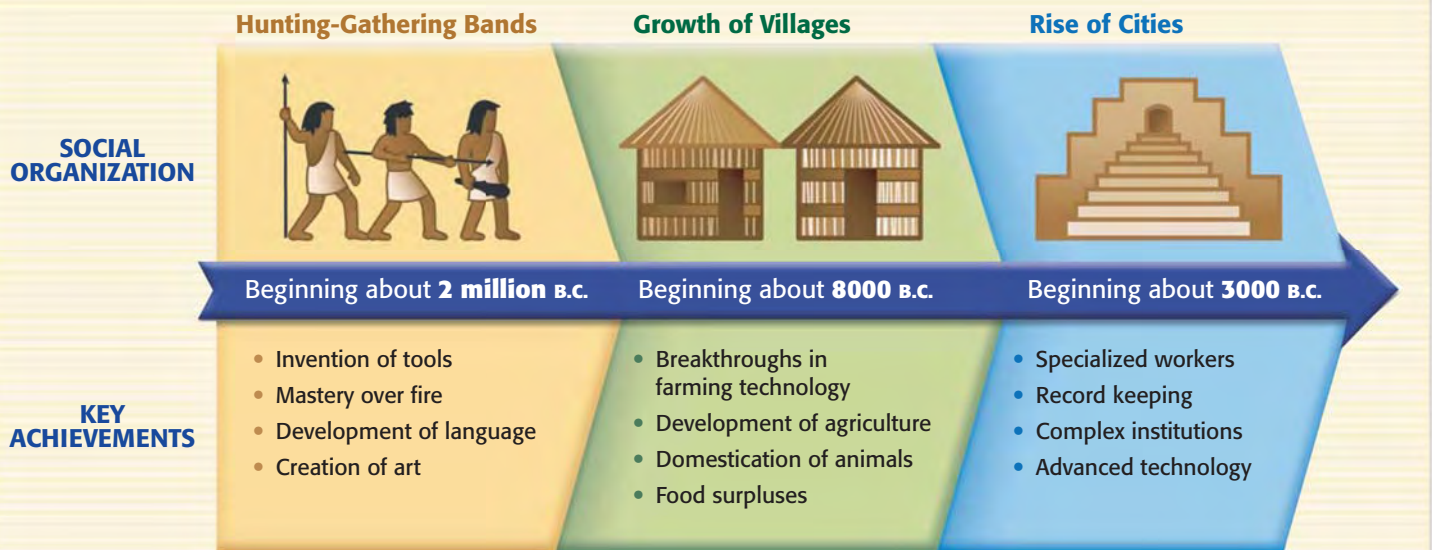 Hunting-Gathering Bands
Growth of Villages
Rise of Cities
SOCIAL
ORGANIZATION
Beginning about 2 million B.C.
Beginning about 8000 B.C.
Beginning about 3000 B.C.
KEY
ACHIEVEMENTS
• Invention of tools
• Mastery over fire
• Development of language
• Creation of art
• Breakthroughs in
farming technology
• Development of agriculture
• Domestication of animals
• Food surpluses
• Specialized workers
• Record keeping
• Complex institutions
• Advanced technology